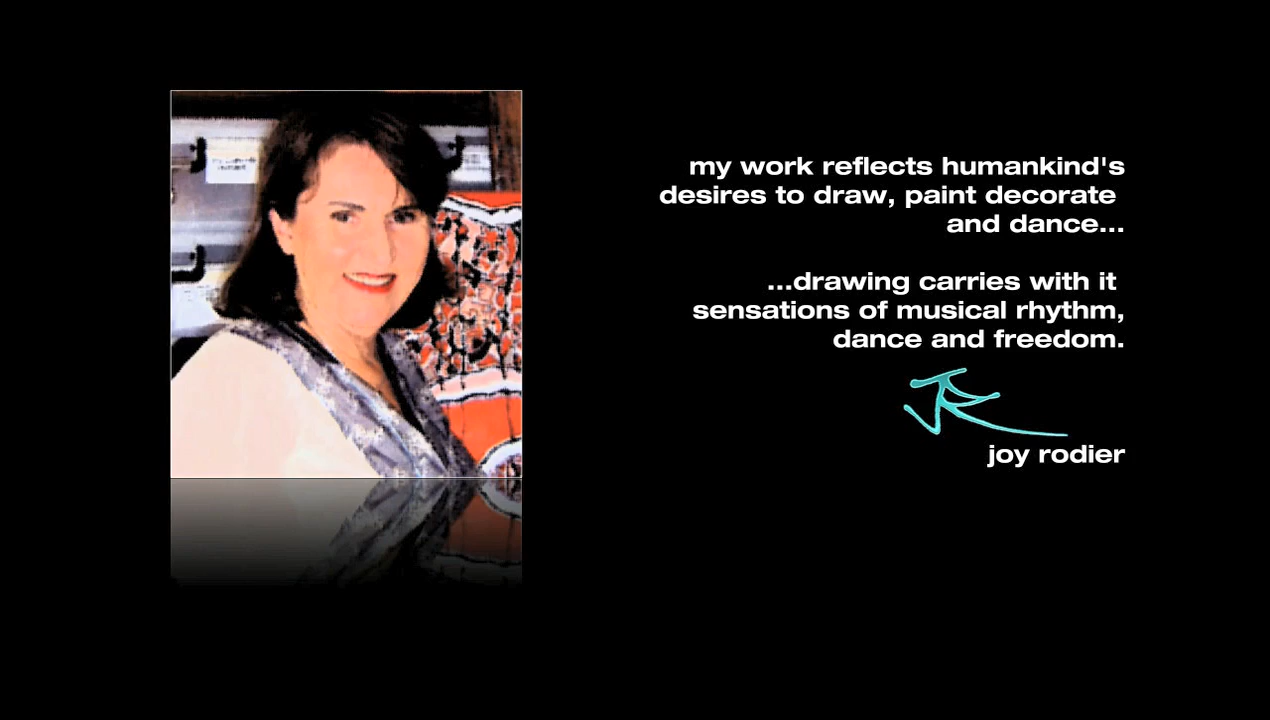 my work reflects humankind's
desires to draw, paint decorate
and dance...
...drawing carries with it
sensations of musical rhythm,
dance and freedom.
joy rodier